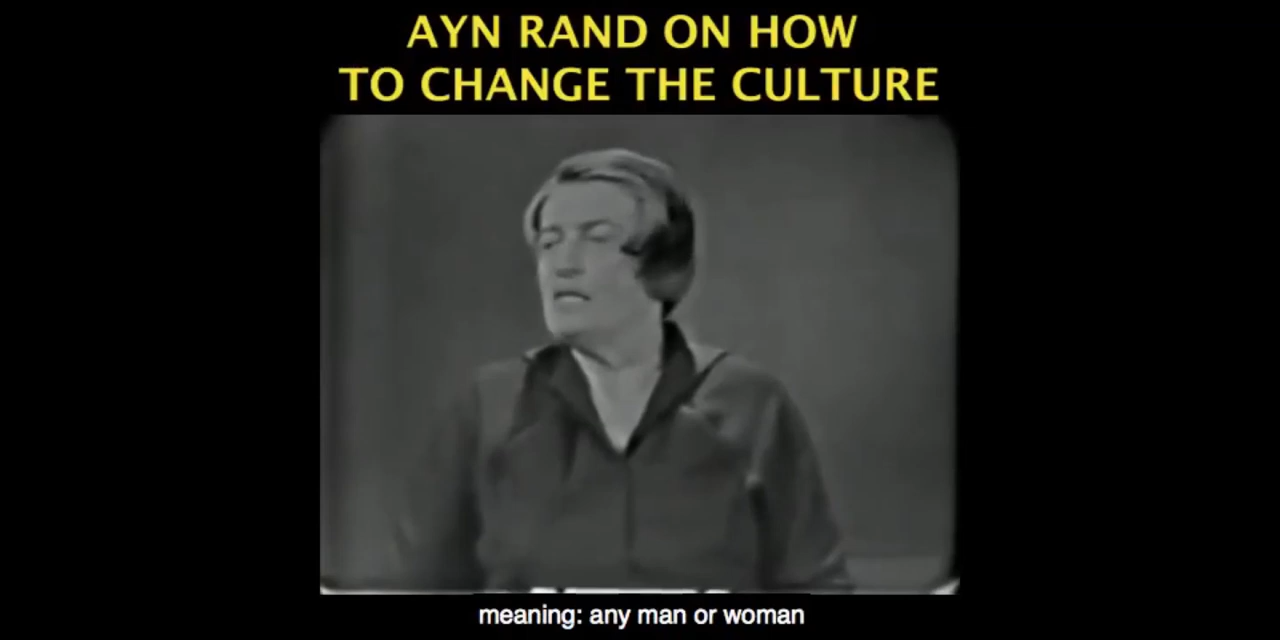 AYN RAND ON HOW
TO CHANGE THE CULTURE
meaning: any man or woman